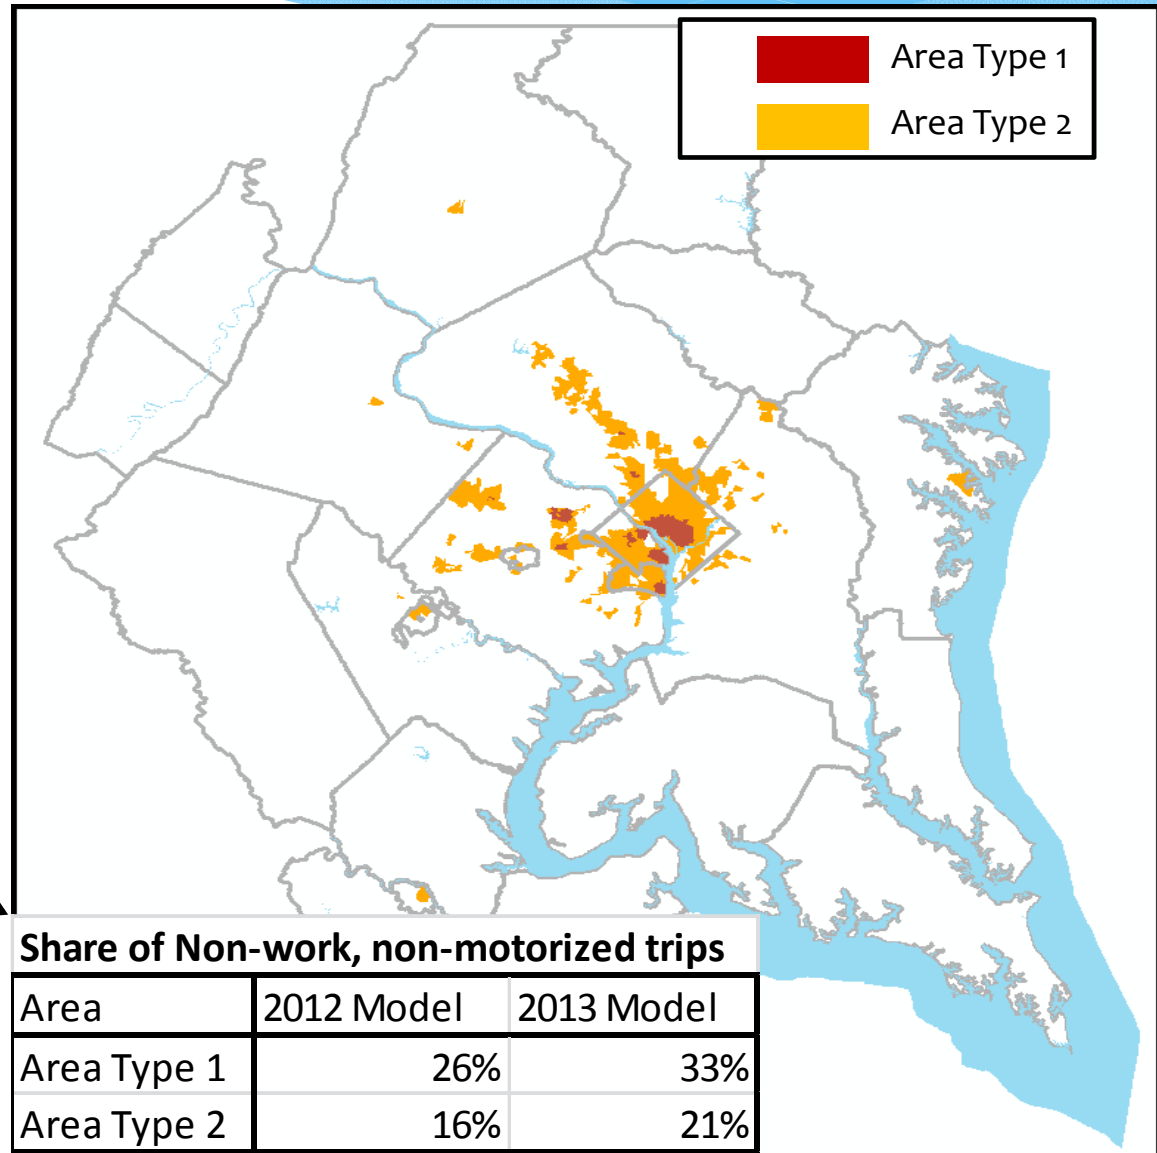 Area Type 1
Area Type 2
Share of Non-work, non-motorized trips
Area 2012 Model 2013 Model
Area Type 1 26% 33%
Area Type 2 16% 21%